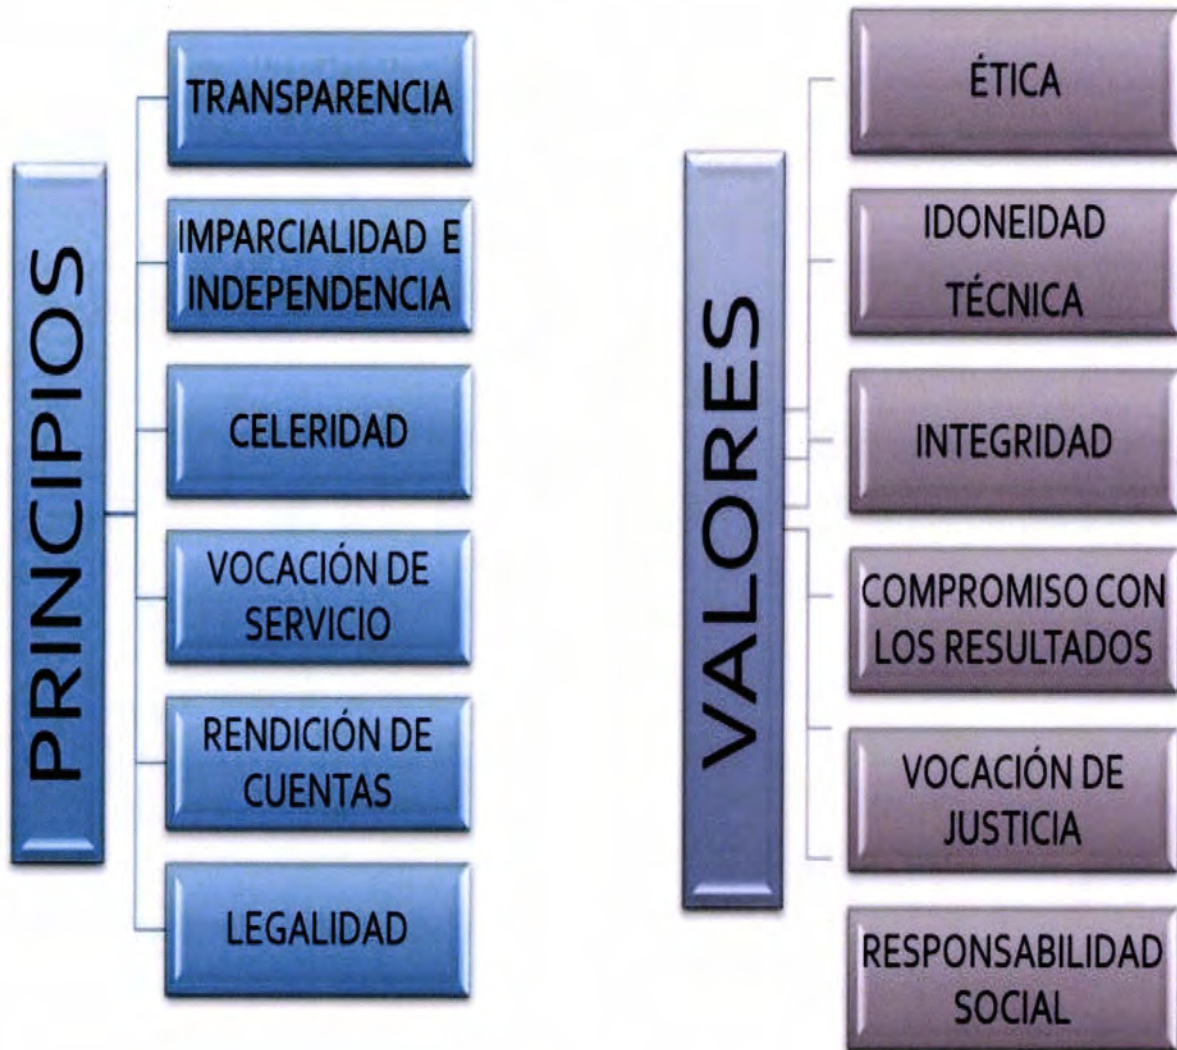 PRINCIPIOS
TRANSPARENCIA
IMPARCIALIDAD E
INDEPENDENCIA
CELERIDAD
VOCACIÓN DE
SERVICIO
RENDICIÓN DE
CUENTAS
LEGALIDAD
VALORES
ÉTICA
IDONEIDAD
TÉCNICA
INTEGRIDAD
COMPROMISO CON
LOS RESULTADOS
VOCACIÓN DE
JUSTICIA
RESPONSABILIDAD
SOCIAL